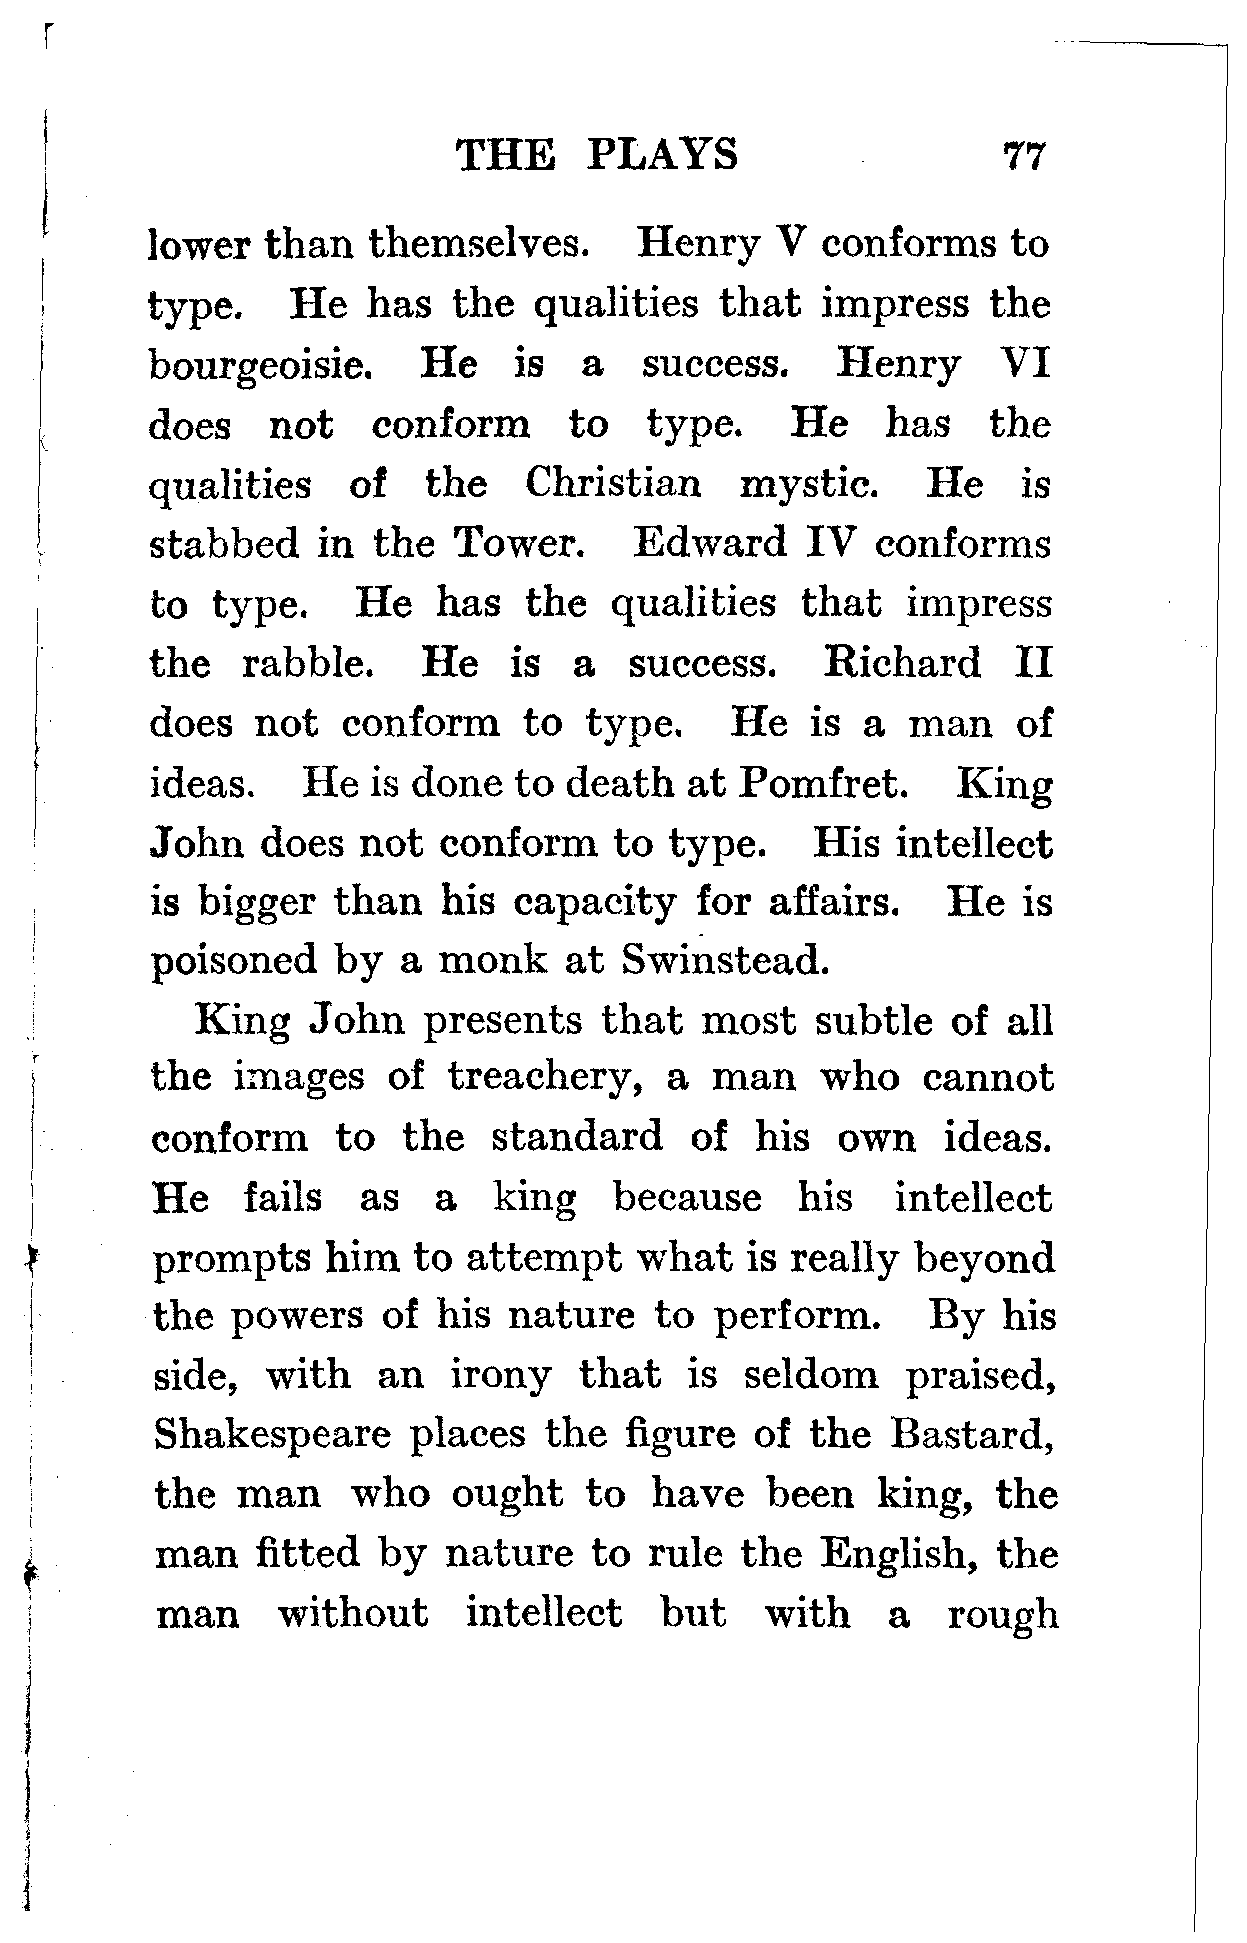 THE PLAYS 77
lower than themselves. Henry V conforms to
type. He has the qualities that impress the
bourgeoisie. He is a success. Henry VI
does not conform to type. He has the
qualities of the Christian mystic. He is
stabbed in the Tower. Edward IV conforms
to type. He has the qualities that impress
the rabble. He is a success. Richard II
does not conform to type. He is a man of
ideas. He is done to death at Pomfret. King
John does not conform to type. His intellect
is bigger than his capacity for affairs. He is
poisoned by a monk at Swinstead.
King John presents that most subtle of all
the images of treachery, a man who cannot
conform to the standard of his own ideas.
He fails as a king because his intellect
prompts him to attempt what is really beyond
the powers of his nature to perform. By his
side, with an irony that is seldom praised,
Shakespeare places the figure of the Bastard,
the man who ought to have been king, the
man fitted by nature to rule the English, the
man without intellect but with a rough